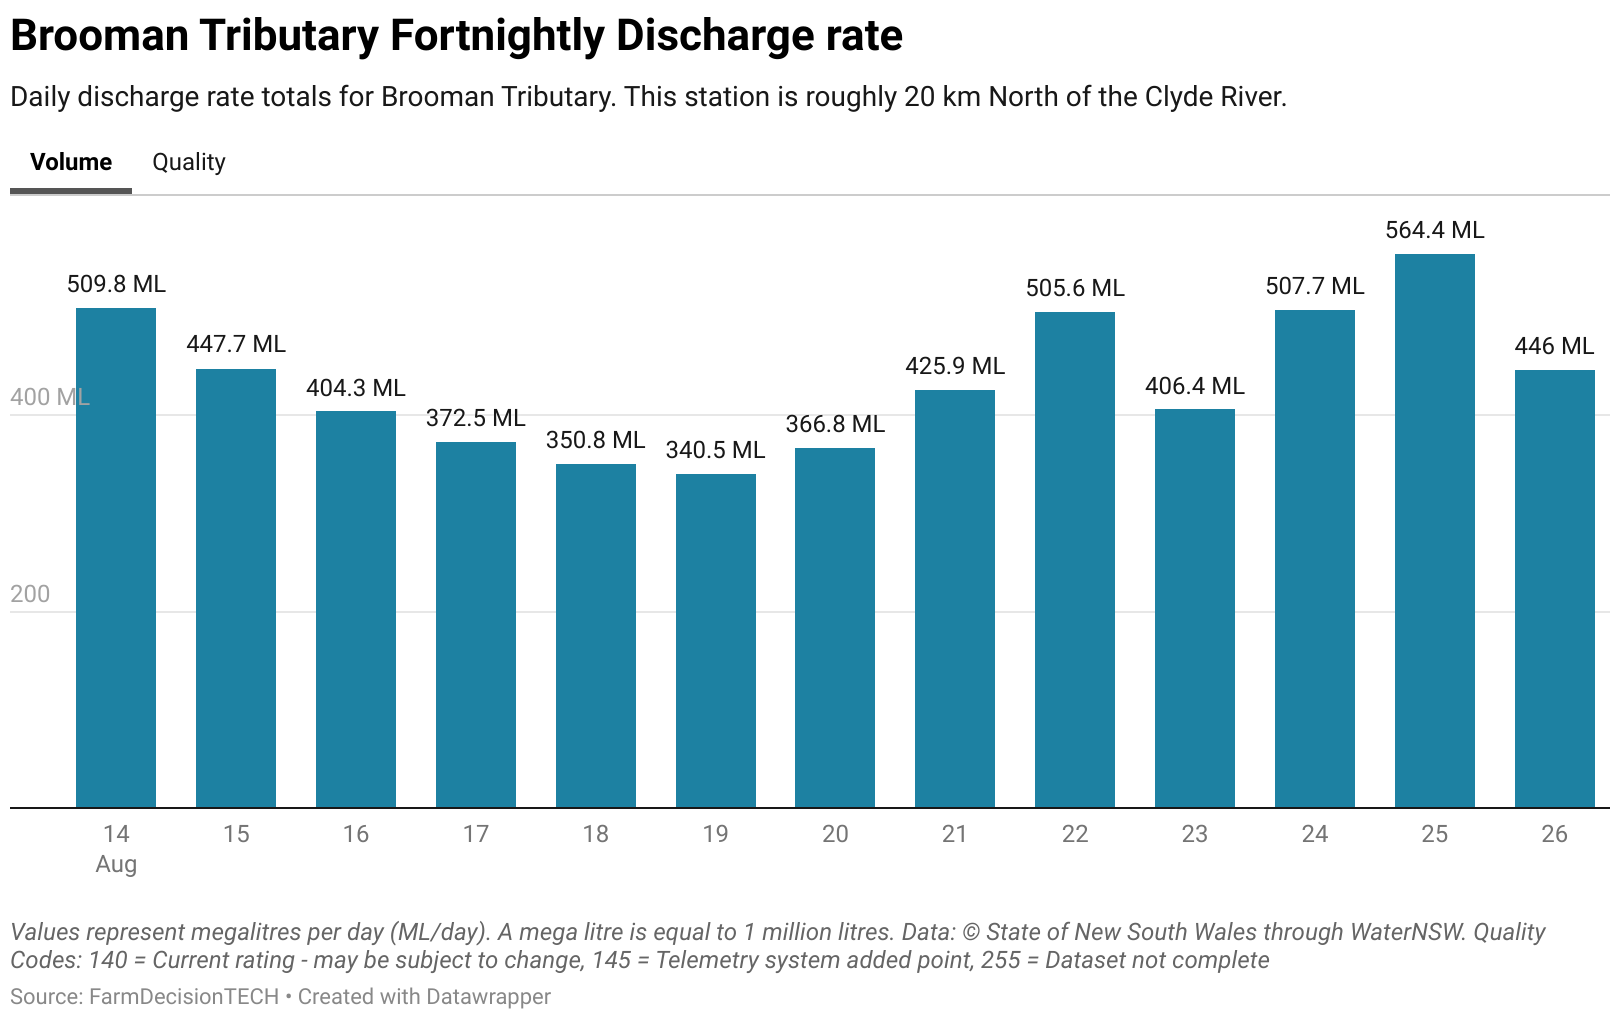 Brooman Tributary Fortnightly Discharge rate
Daily discharge rate totals for Brooman Tributary. This station is roughly 20 km North of the Clyde River.
Volume Quality
564.4 ML
509.8 ML
505.6 ML
507.7 ML
447.7 ML
446 ML
425.9 ML
404.3 ML
406.4 ML
400 ML
372.5 ML
366.8 ML
350.8 ML
340.5 ML
200
14 15 16 17 18 19 20 21 22 23 24 25 26
Aug
Values represent megalitres per day (ML/day). A mega litre is equal to 1 million litres. Data: © State of New South Wales through WaterNSW. Quality
Codes: 140 = Current rating - may be subject to change, 145 = Telemetry system added point, 255 = Dataset not complete
Source: FarmDecisionTECH • Created with Datawrapper